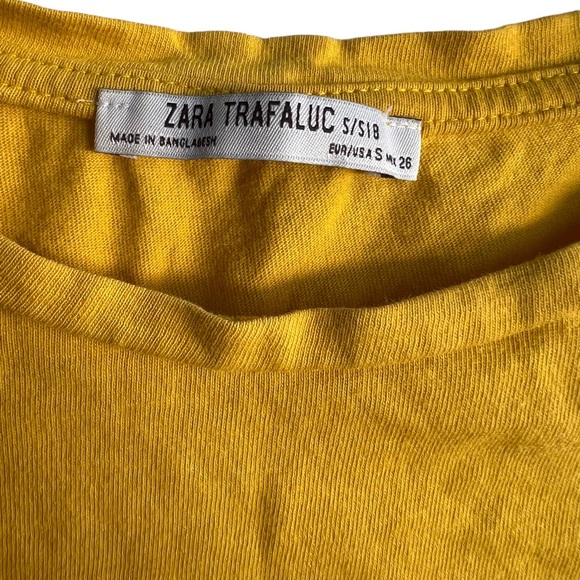 ZARA TRAFALUC S/S18
MADE IN BANGLADESH
EUR/USA S MEX 26